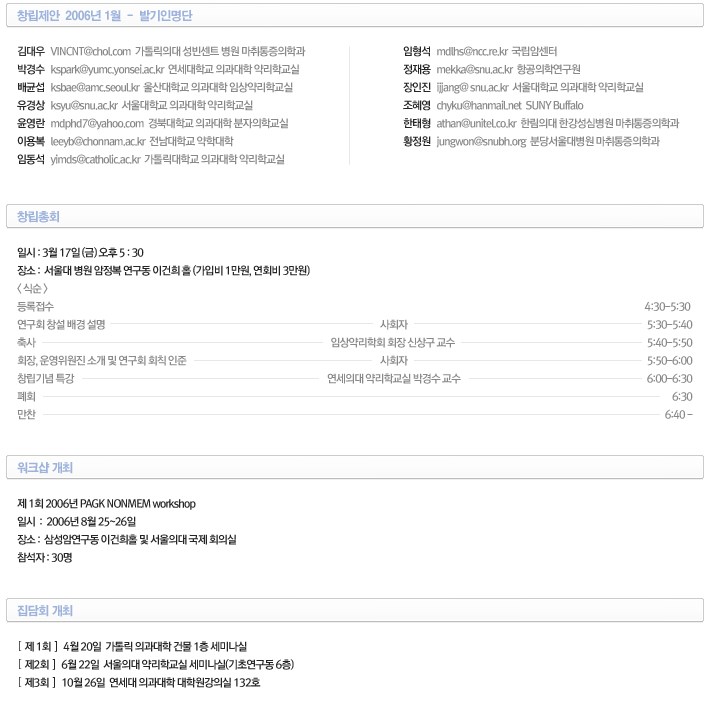 창립제안 2006년 1월 - 발기인명단
김대우 VINCNT@chol.com 가톨릭의대 성빈센트 병원 마취통증의학과
박경수 kspark@yumc.yonsei.ac.kr 연세대학교 의과대학 약리학교실
배균섭 ksbae@amc.seoul.kr 울산대학교 의과대학 임상약리학교실
유경상 ksyu@snu.ac.kr 서울대학교 의과대학 약리학교실
윤영란 mdphd7@yahoo.com 경북대학교 의과대학 분자의학교실
이용복 leeyb@chonnam.ac.kr 전남대학교 약학대학
임동석 yimds@catholic.ac.kr 가톨릭대학교 의과대학 약리학교실
임형석 mdlhs@ncc.re.kr 국립암센터
정재용 mekka@snu.ac.kr 항공의학연구원
장인진 ijjang@ snu.ac.kr 서울대학교 의과대학 약리학교실
조혜영 chyku@hanmail.net SUNY Buffalo
한태형 athan@unitel.co.kr 한림의대 한강성심병원 마취통증의학과
황정원 jungwon@snubh.org 분당서울대병원 마취통증의학과
창립총회
일시 : 3월 17일 (금) 오후 5 : 30
장소 : 서울대 병원 암정복 연구동 이건희 홀 (가입비 1만원, 연회비 3만원)
< 식순 >
등록접수 4:30-5:30
연구회 창설 배경 설명 사회자 5:30-5:40
축사 임상약리학회 회장 신상구 교수 5:40-5:50
회장, 운영위원진 소개 및 연구회 회칙 인준 사회자 5:50-6:00
창립기념 특강 연세의대 약리학교실 박경수 교수 6:00-6:30
폐회 6:30
만찬 6:40 -
워크샵 개최
제 1회 2006년 PAGK NONMEM workshop
일시 : 2006년 8월 25~26일
장소 : 삼성암연구동 이건희홀 및 서울의대 국제 회의실
참석자 : 30명
집담회 개최
[ 제 1회 ] 4월 20일 가톨릭 의과대학 건물 1층 세미나실
[ 제2회 ] 6월 22일 서울의대 약리학교실 세미나실(기초연구동 6층)
[ 제3회 ] 10월 26일 연세대 의과대학 대학원강의실 132호